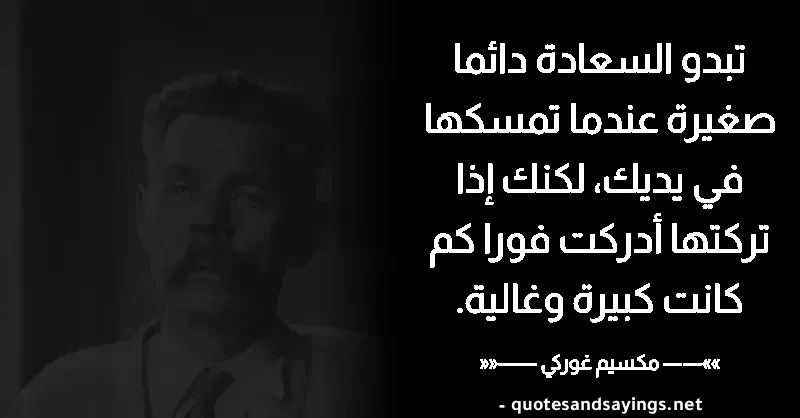 تبدو السعادة دائما
صغيرة عندما تمسكها
في يديك، لكنك إذا
تركتها أدركت فورا كم
كانت كبيرة وغالية.
»»—— مكسيم غوركي ——««
- quotesandsayings.net